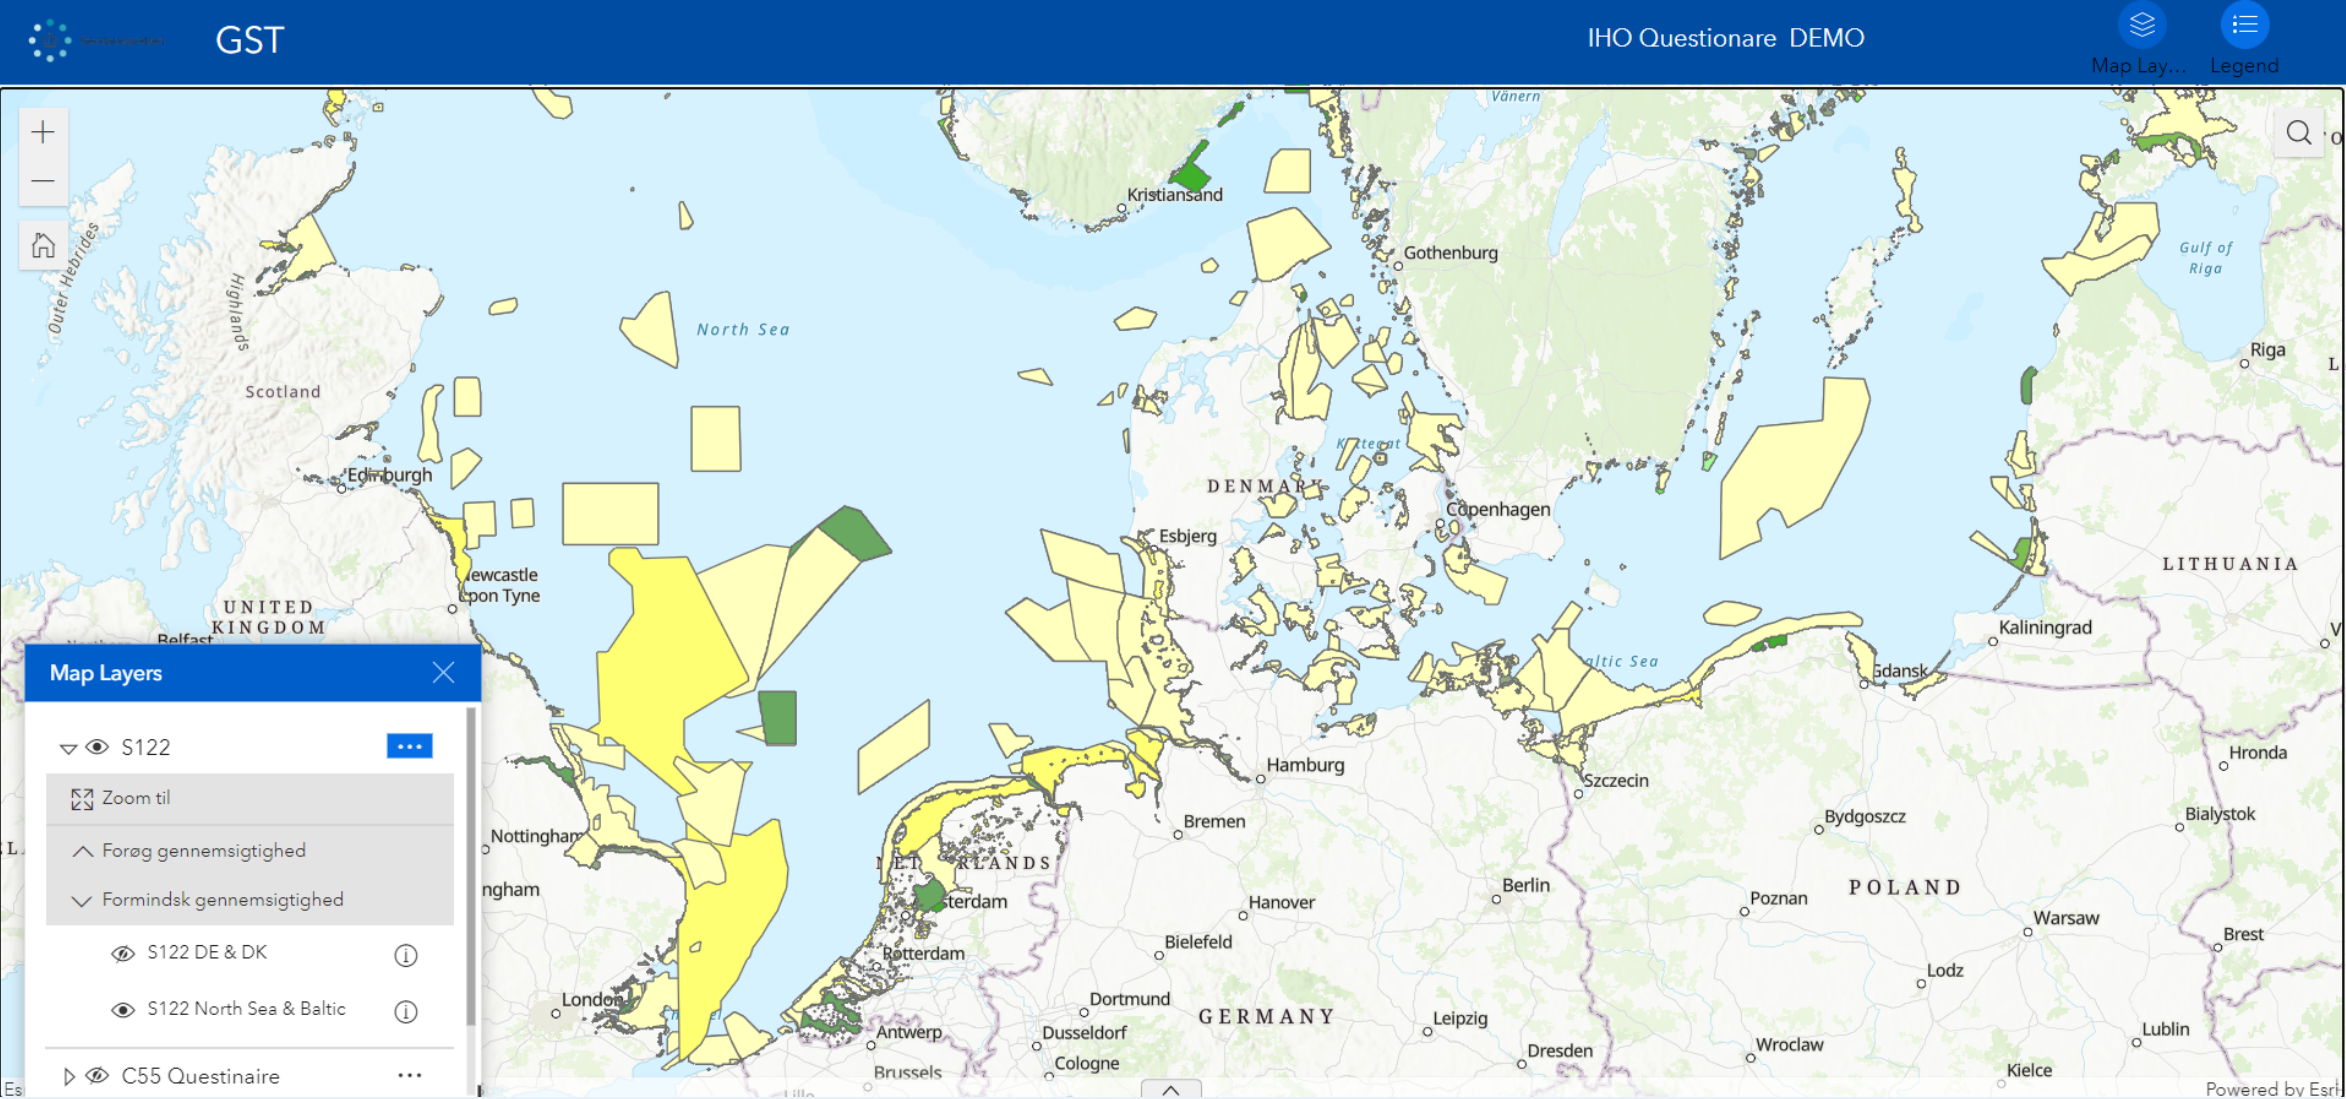 GST
IHO Questionare DEMO
Map Lay...
Legend
Vänern
Kristiansand
Outer Hebrides
Highlands
Gothenburg
Gulf of
Riga
North Sea
Riga
Scotland
Edinburgh
DENMARK
Copenhagen
Esbjerg
LITHUANIA
ewcastle
upon Tyne
UNITED
KINGDOM
Belfast
Kaliningrad
altic Sea
Gdansk
Map Layers
S122
Zoom til
Forøg gennemsigtighed
Formindsk gennemsigtighed
S122 DE & DK
S122 North Sea & Baltic
C55 Questinaire
Hronda
Hamburg
Szczecin
Bydgoszcz
Bialystok
Bremen
Nottingham
ngham
Berlin
POLAND
Poznan
Hanover
sterdam
Warsaw
Brest
Bielefeld
Rotterdam
Lodz
London
Dortmund
GERMANY
Leipzig
Antwerp
Dusseldorf
Lublin
Wroclaw
Dresden
Cologne
Brussels
Kielce
Lille
Powered by Esri